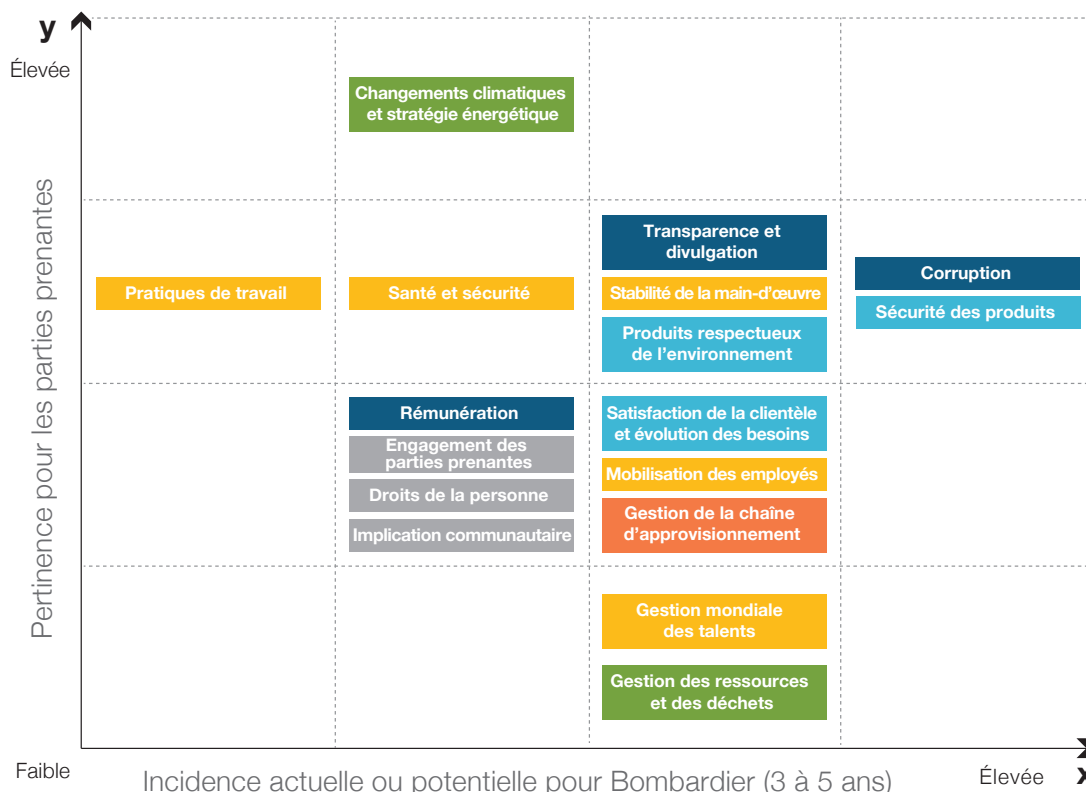 y
Élevée
Changements climatiques
et stratégie énergétique
Pertinence pour les parties prenantes
Transparence et
divulgation
Corruption
Pratiques de travail
Santé et sécurité
Stabilité de la main-d'œuvre
Sécurité des produits
Produits respectueux
de l'environnement
Rémunération
Satisfaction de la clientèle
et évolution des besoins
Engagement des
parties prenantes
Mobilisation des employés
Droits de la personne
Gestion de la chaîne
d'approvisionnement
Implication communautaire
Gestion mondiale
des talents
Gestion des ressources
et des déchets
Faible
Incidence actuelle ou potentielle pour Bombardier (3 à 5 ans)
Élevée
x